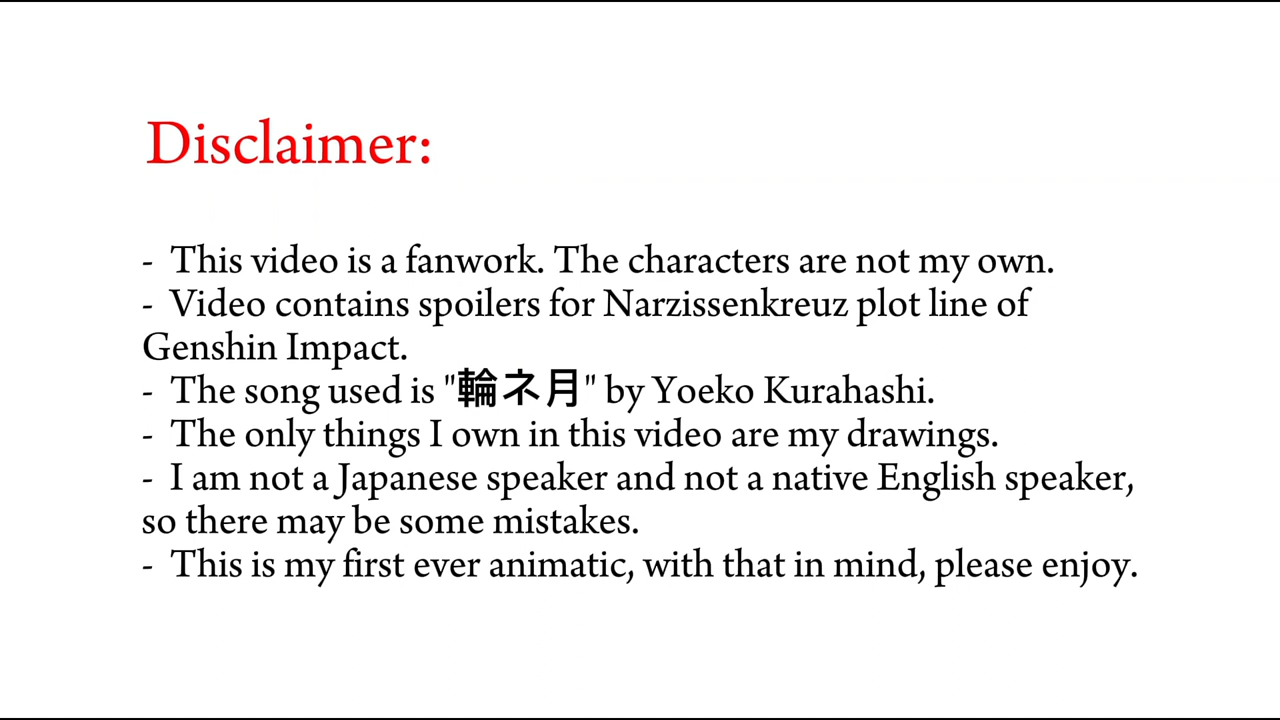 Disclaimer:
- This video is a fanwork. The characters are not my own.
- Video contains spoilers for Narzissenkreuz plot line of
Genshin Impact.
- The song used is "輪ネ月" by Yoeko Kurahashi.
- The only things I own in this video are my drawings.
- I am not a Japanese speaker and not a native English speaker,
so there may be some mistakes.
- This is my first ever animatic, with that in mind, please enjoy.